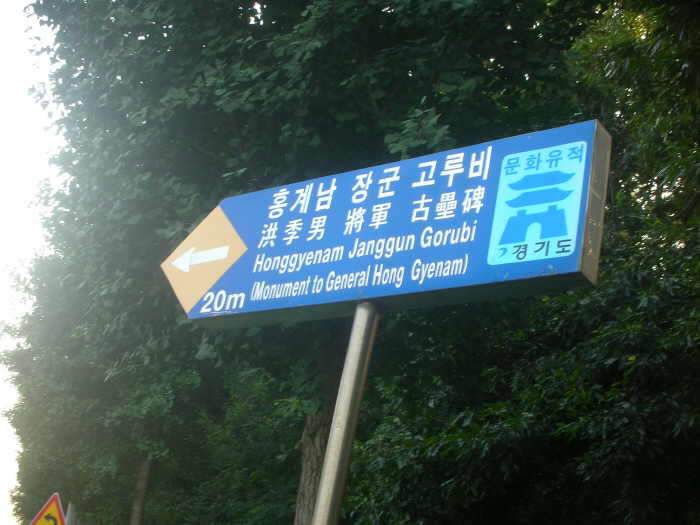 홍계남 장군 고루비
洪季男 將軍 古壘碑
Honggyenam Janggun Gorubi
(Monument to General Hong Gyenam)
20m
문화유적
경기도